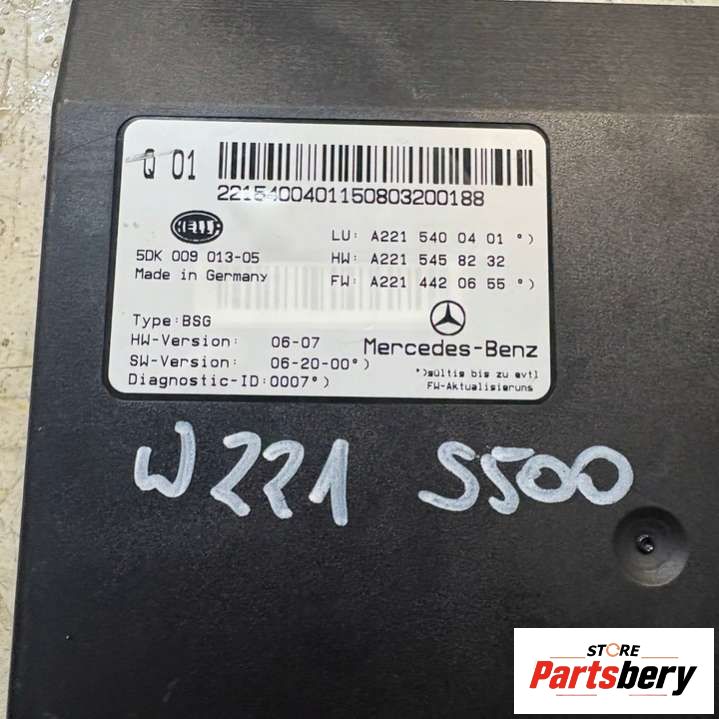 Q 01
2215400401150803200188
HELLA
LU: A221 540 04 01 °)
5DK 009 013-05
HW: A221 545 82 32
Made in Germany
FW: A221 442 06 55 °)
Type:BSG
HW-Version: 06-07
Mercedes-Benz
SW-Version: 06-20-00°)
Diagnostic-ID:0007°)
°)gültig bis zu evtl
FW-Aktualisierung
W221 S500
STORE
Partsbery